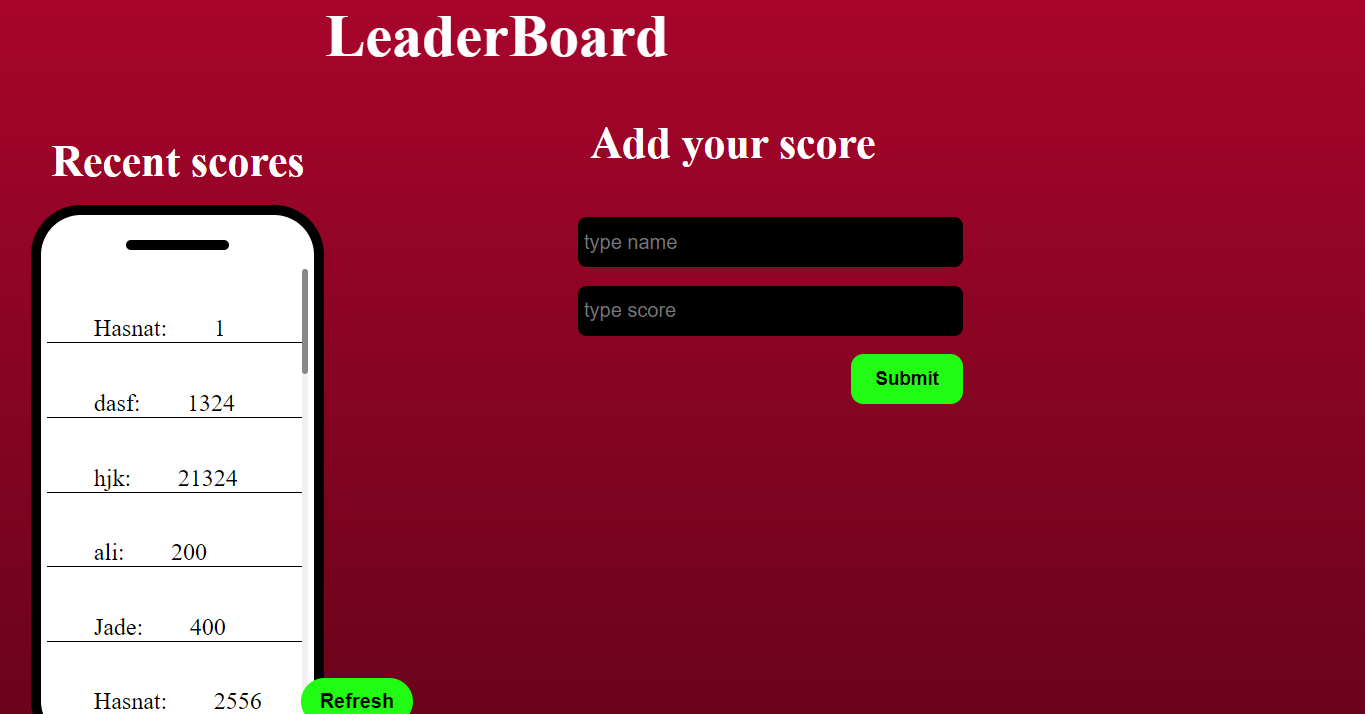 LeaderBoard
Recent scores
Hasnat: 1
dasf: 1324
hjk: 21324
ali: 200
Jade: 400
Hasnat: 2556
Refresh
Add your score
type name
type score
Submit